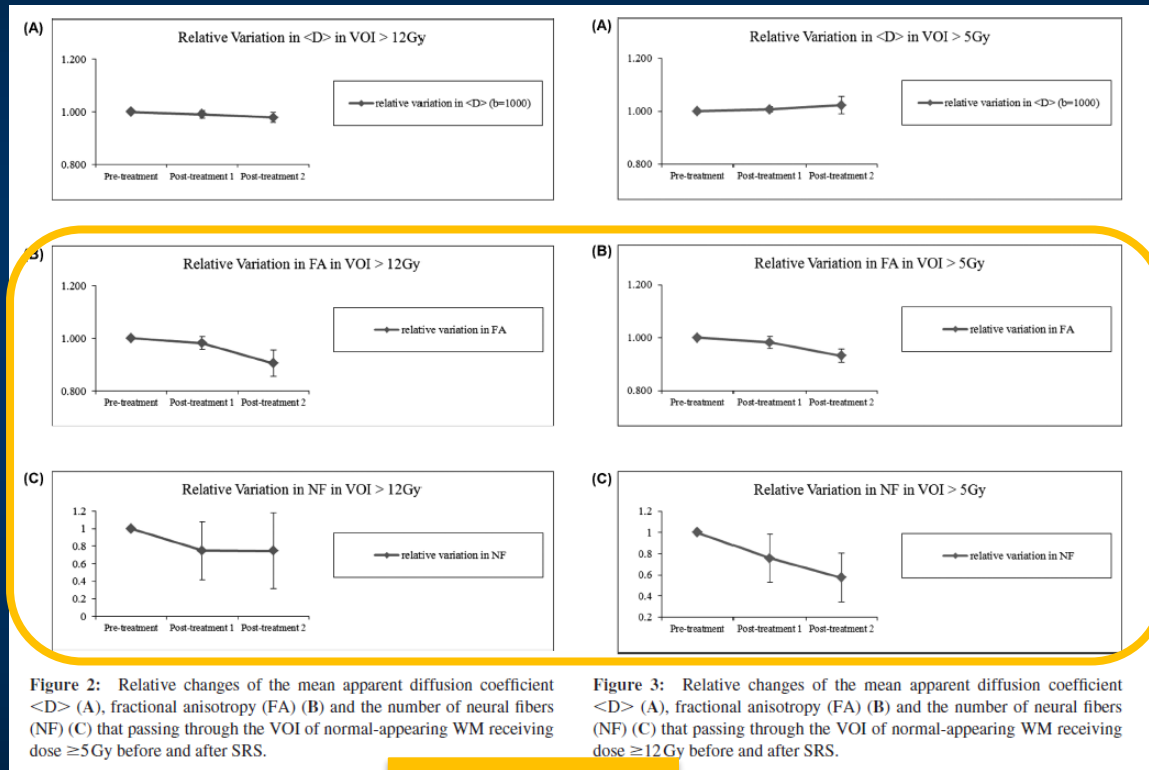 (A)
Relative Variation in <D> in VOI > 12Gy
1.200
1.000
0.800
Pre-treatment Post-treatment 1 Post-treatment 2
relative variation in <D> (b=1000)
(A)
Relative Variation in <D> in VOI > 5Gy
1.200
1.000
0.800
Pre-treatment Post-treatment 1 Post-treatment 2
relative variation in <D> (b=1000)
(B)
Relative Variation in FA in VOI > 12Gy
1.200
1.000
0.800
Pre-treatment Post-treatment 1 Post-treatment 2
relative variation in FA
(B)
Relative Variation in FA in VOI > 5Gy
1.200
1.000
0.800
Pre-treatment Post-treatment 1 Post-treatment 2
relative variation in FA
(C)
Relative Variation in NF in VOI > 12Gy
1.2
1
0.8
0.6
0.4
0.2
0
Pre-treatment Post-treatment 1 Post-treatment 2
relative variation in NF
(C)
Relative Variation in NF in VOI > 5Gy
1.2
1
0.8
0.6
0.4
0.2
Pre-treatment Post-treatment 1 Post-treatment 2
relative variation in NF
Figure 2: Relative changes of the mean apparent diffusion coefficient
<D> (A), fractional anisotropy (FA) (B) and the number of neural fibers
(NF) (C) that passing through the VOI of normal-appearing WM receiving
dose ≥5 Gy before and after SRS.
Figure 3: Relative changes of the mean apparent diffusion coefficient
<D> (A), fractional anisotropy (FA) (B) and the number of neural fibers
(NF) (C) that passing through the VOI of normal-appearing WM receiving
dose ≥12 Gy before and after SRS.